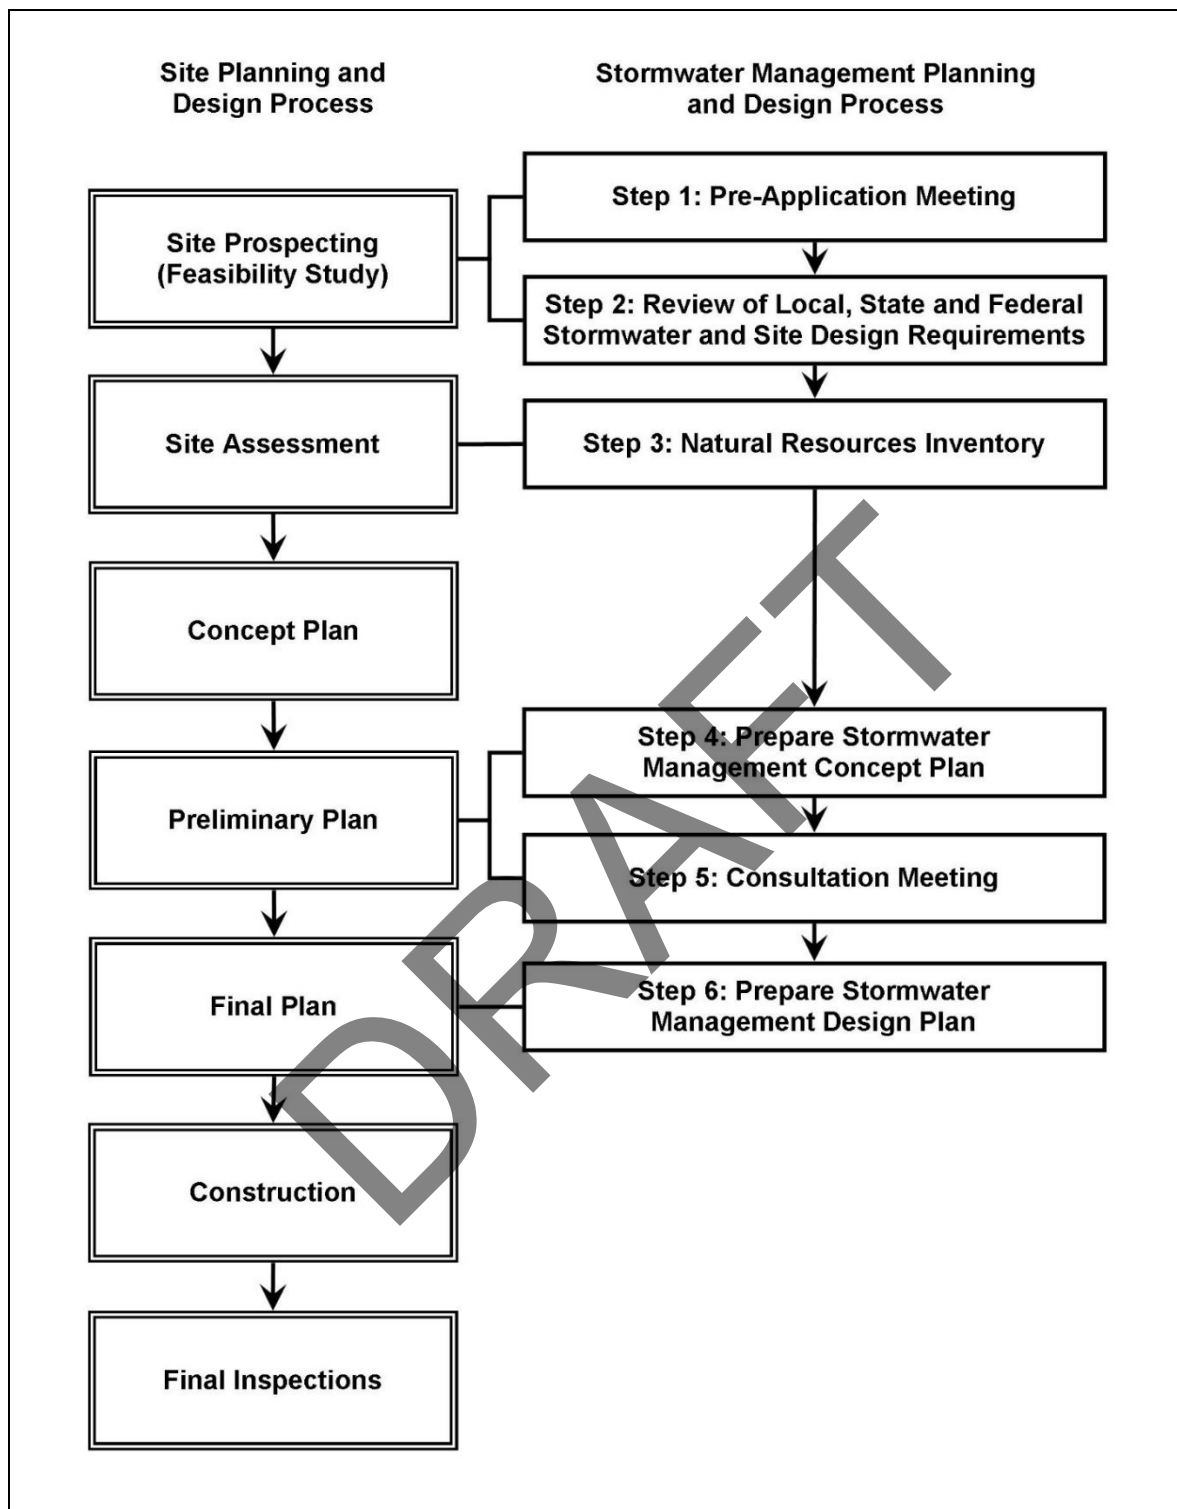 Site Planning and
Design Process
Stormwater Management Planning
and Design Process
Site Prospecting
(Feasibility Study)
Step 1: Pre-Application Meeting
Step 2: Review of Local, State and Federal
Stormwater and Site Design Requirements
Site Assessment
Step 3: Natural Resources Inventory
Concept Plan
Preliminary Plan
Step 4: Prepare Stormwater
Management Concept Plan
Step 5: Consultation Meeting
Final Plan
Step 6: Prepare Stormwater
Management Design Plan
Construction
Final Inspections
DRAFT